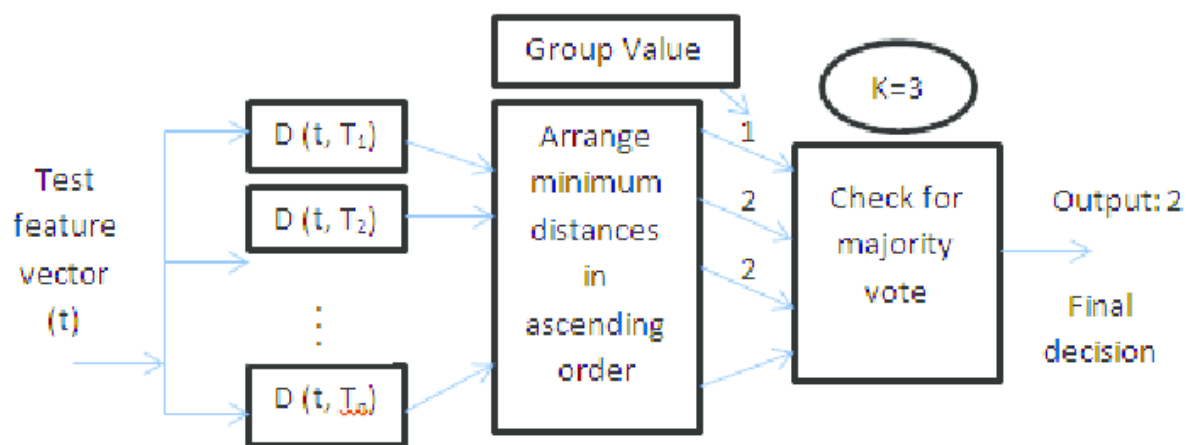 Test
feature
vector
(t)
D (t, T₁)
D (t, T₂)
⋮
D (t, Tₙ)
Group Value
Arrange
minimum
distances
in
ascending
order
1
2
2
K=3
Check for
majority
vote
Output: 2
Final
decision